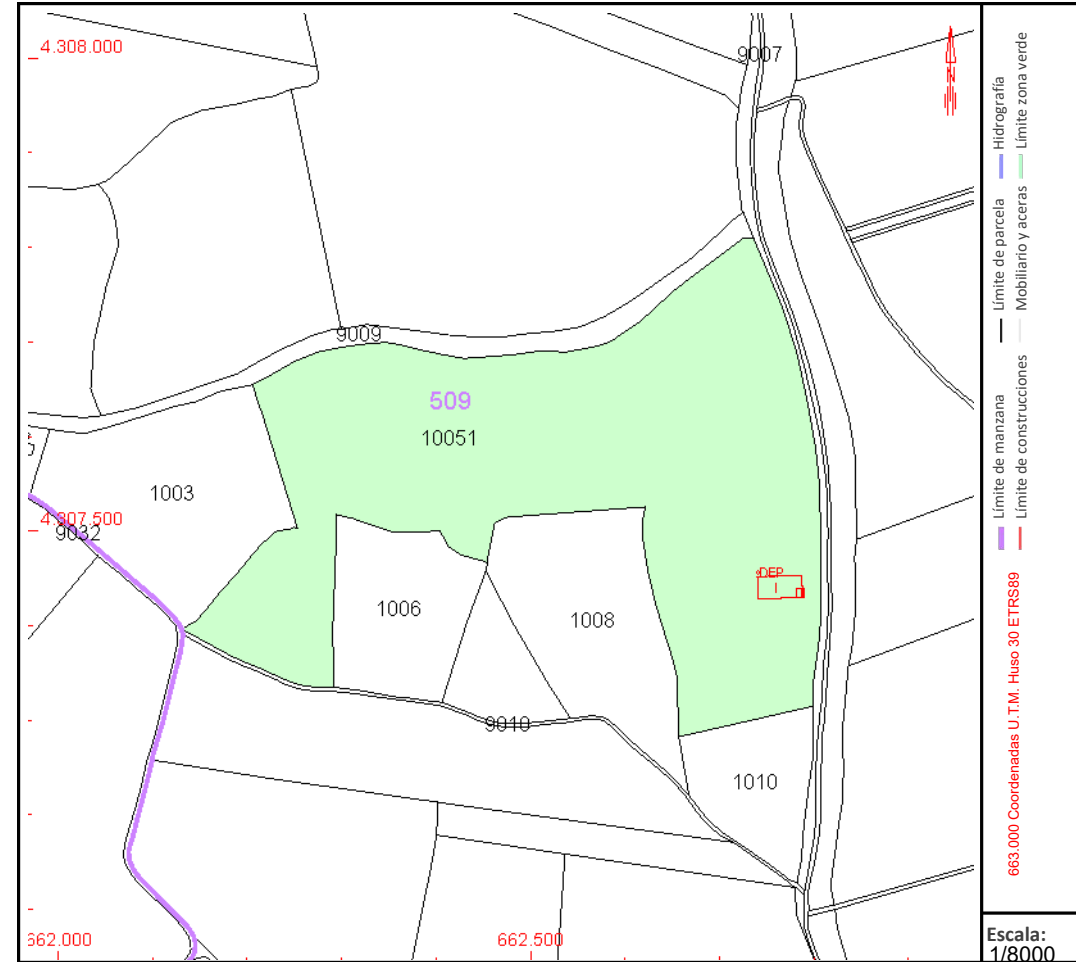 4.308.000
9007
N
9009
509
10051
1003
4.307.500
9032
DEP
I
1006
1008
9010
1010
662.000
662.500
Hidrografía
Límite zona verde
Límite de parcela
Mobiliario y aceras
Límite de manzana
Límite de construcciones
663.000 Coordenadas U.T.M. Huso 30 ETRS89
Escala:
1/8000